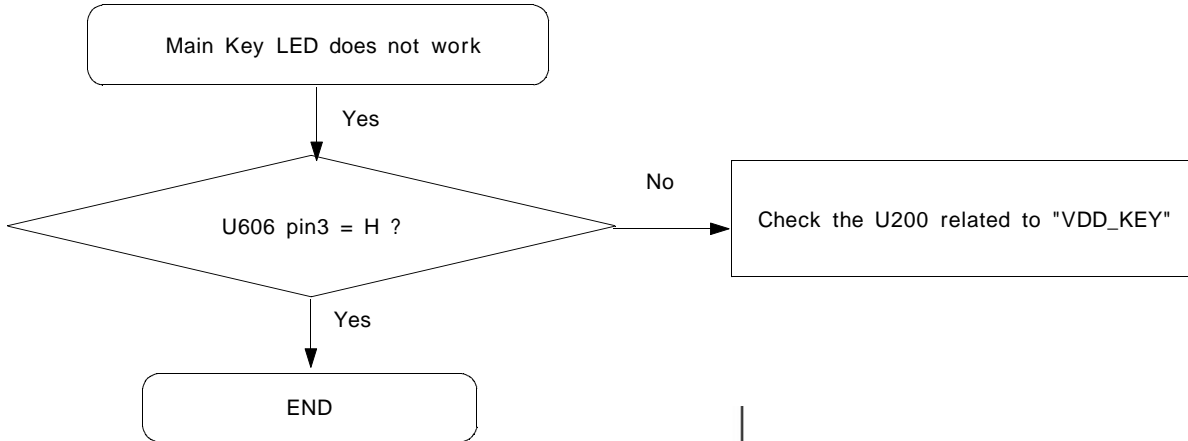 Main Key LED does not work
Yes
No
U606 pin3 = H ?
Check the U200 related to "VDD_KEY"
Yes
END